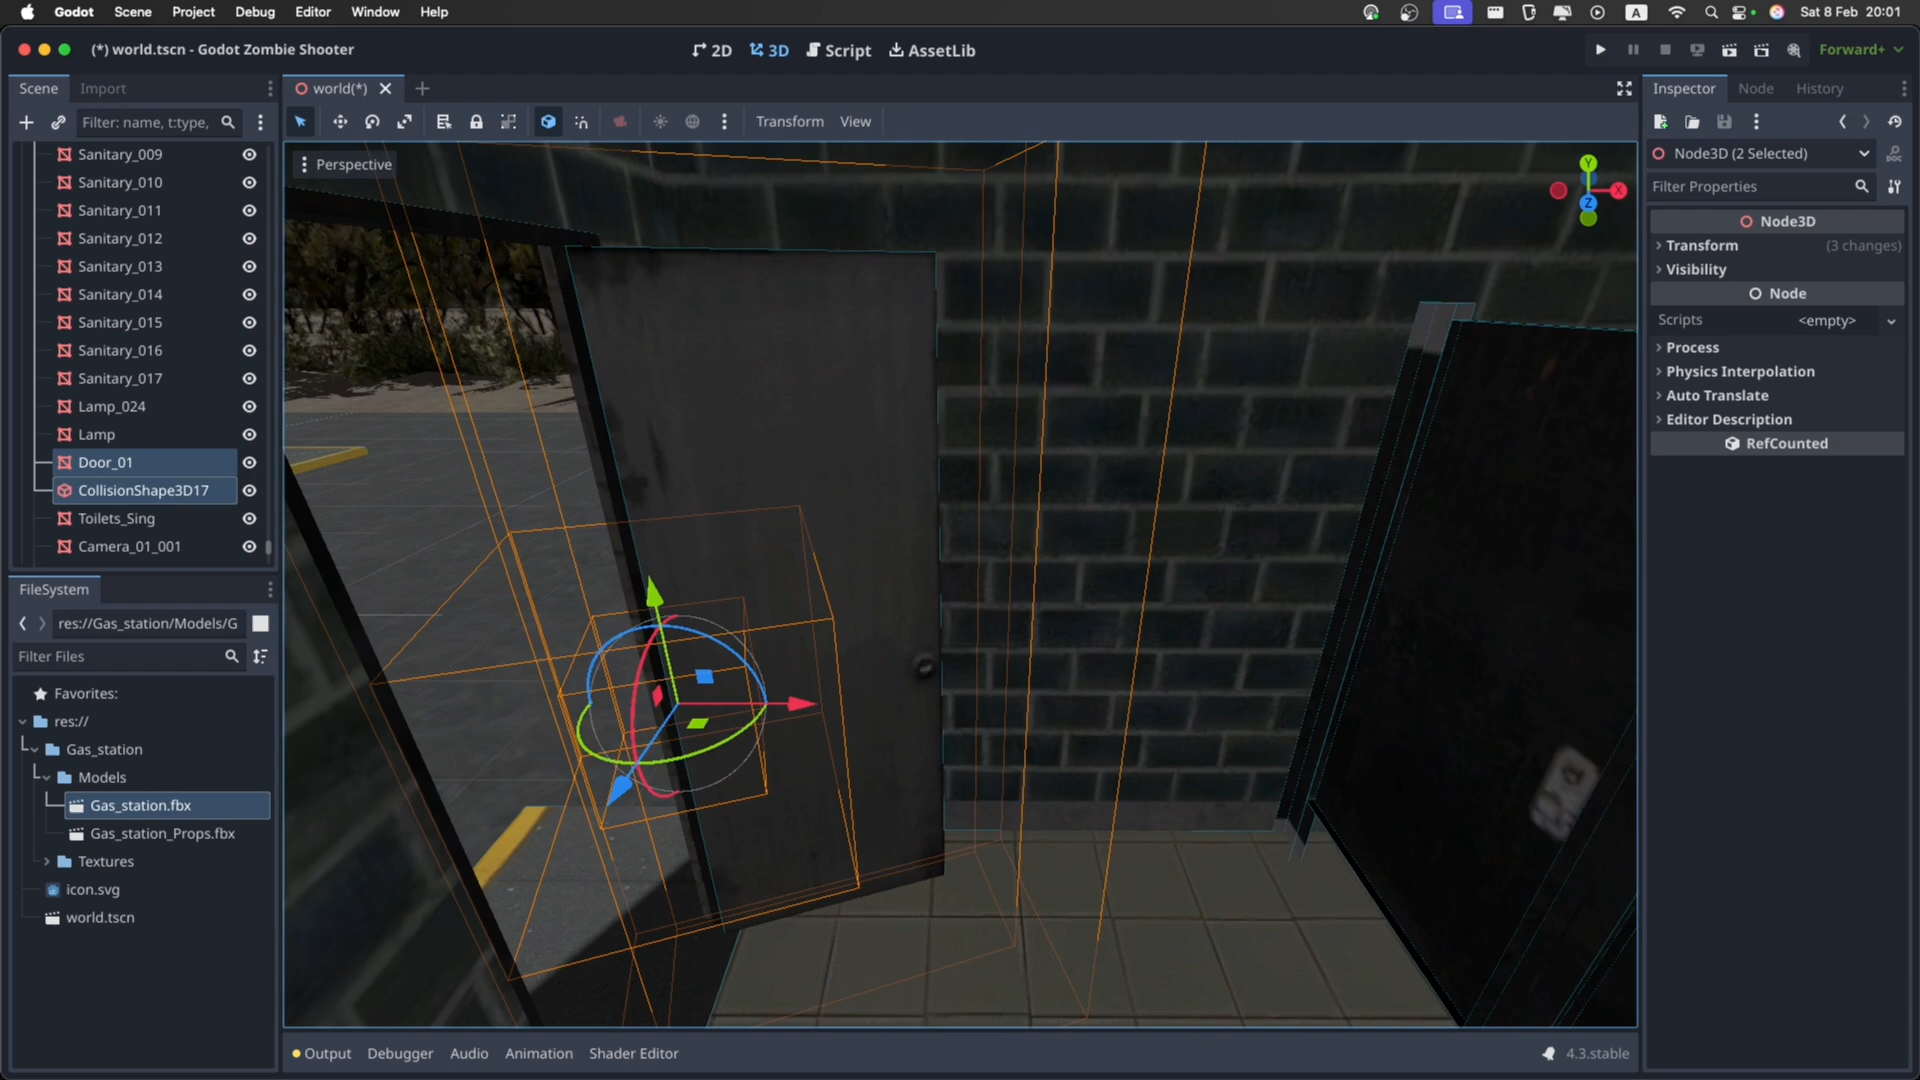 Godot Scene Project Debug Editor Window Help
A Sat 8 Feb 20:01
(*) world.tscn - Godot Zombie Shooter
2D 3D Script AssetLib
Forward+
Scene Import
world(*)
Inspector Node History
Filter: name, t:type,
Transform View
Sanitary_009
Sanitary_010
Sanitary_011
Sanitary_012
Sanitary_013
Sanitary_014
Sanitary_015
Sanitary_016
Sanitary_017
Lamp_024
Lamp
Door_01
CollisionShape3D17
Toilets_Sing
Camera_01_001
FileSystem
res://Gas_station/Models/G
Filter Files
Favorites:
res://
Gas_station
Models
Gas_station.fbx
Gas_station_Props.fbx
Textures
icon.svg
world.tscn
Perspective
Y
X
Z
Output Debugger Audio Animation Shader Editor
4.3.stable
Node3D (2 Selected)
DOC
Filter Properties
Node3D
Transform (3 changes)
Visibility
Node
Scripts <empty>
Process
Physics Interpolation
Auto Translate
Editor Description
RefCounted